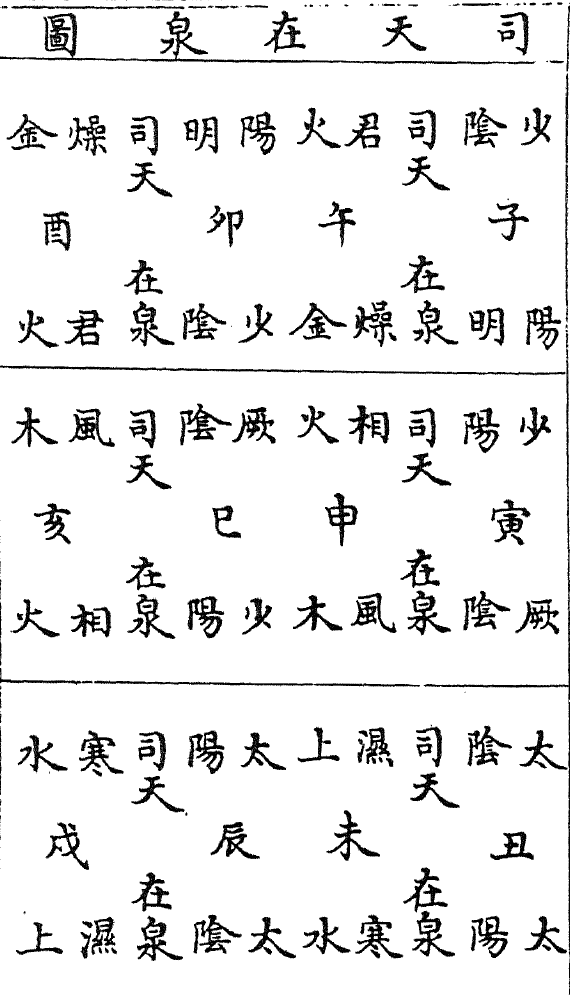 司天在泉圖
少陰司天君火
子午
陽明在泉燥金
陽明司天燥金
卯酉
少陰在泉君火
少陽司天相火
寅申
厥陰在泉風木
厥陰司天風木
巳亥
少陽在泉相火
太陰司天濕上
丑未
太陽在泉寒水
太陽司天寒水
辰戌
太陰在泉濕上